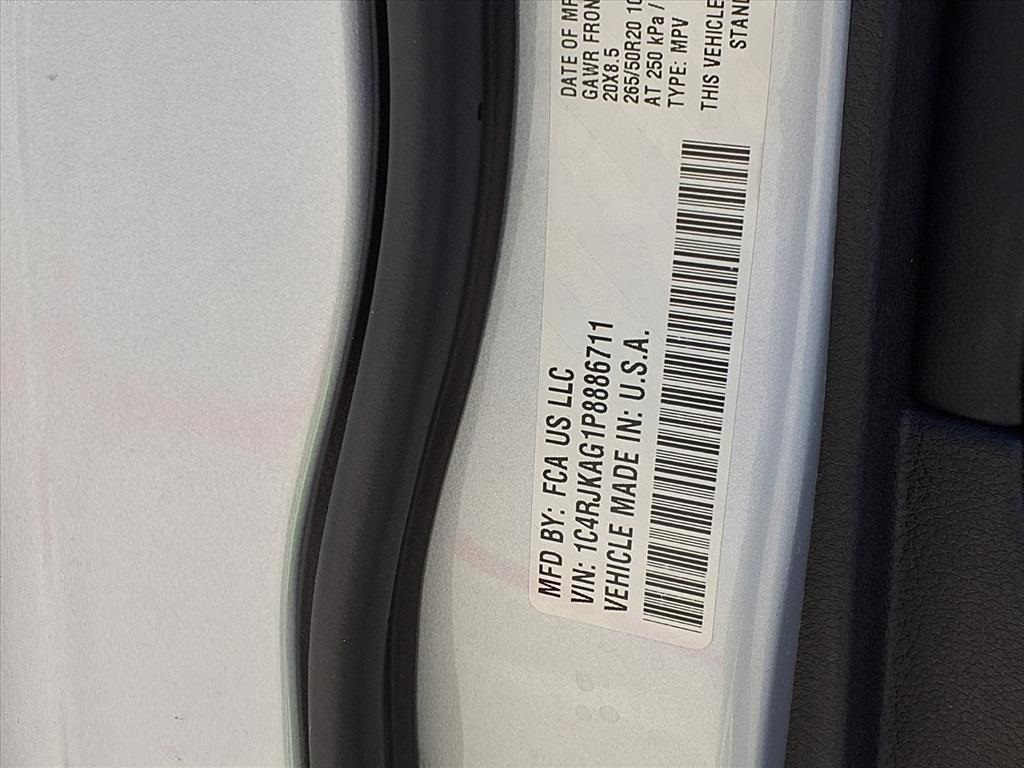 MFD BY: FCA US LLC
VIN: 1C4RJKAG1P8886711
VEHICLE MADE IN: U.S.A.
DATE OF MF
GAWR FRON
20X8.5
265/50R20 10
AT 250 kPa /
TYPE: MPV
THIS VEHICLE
STAND